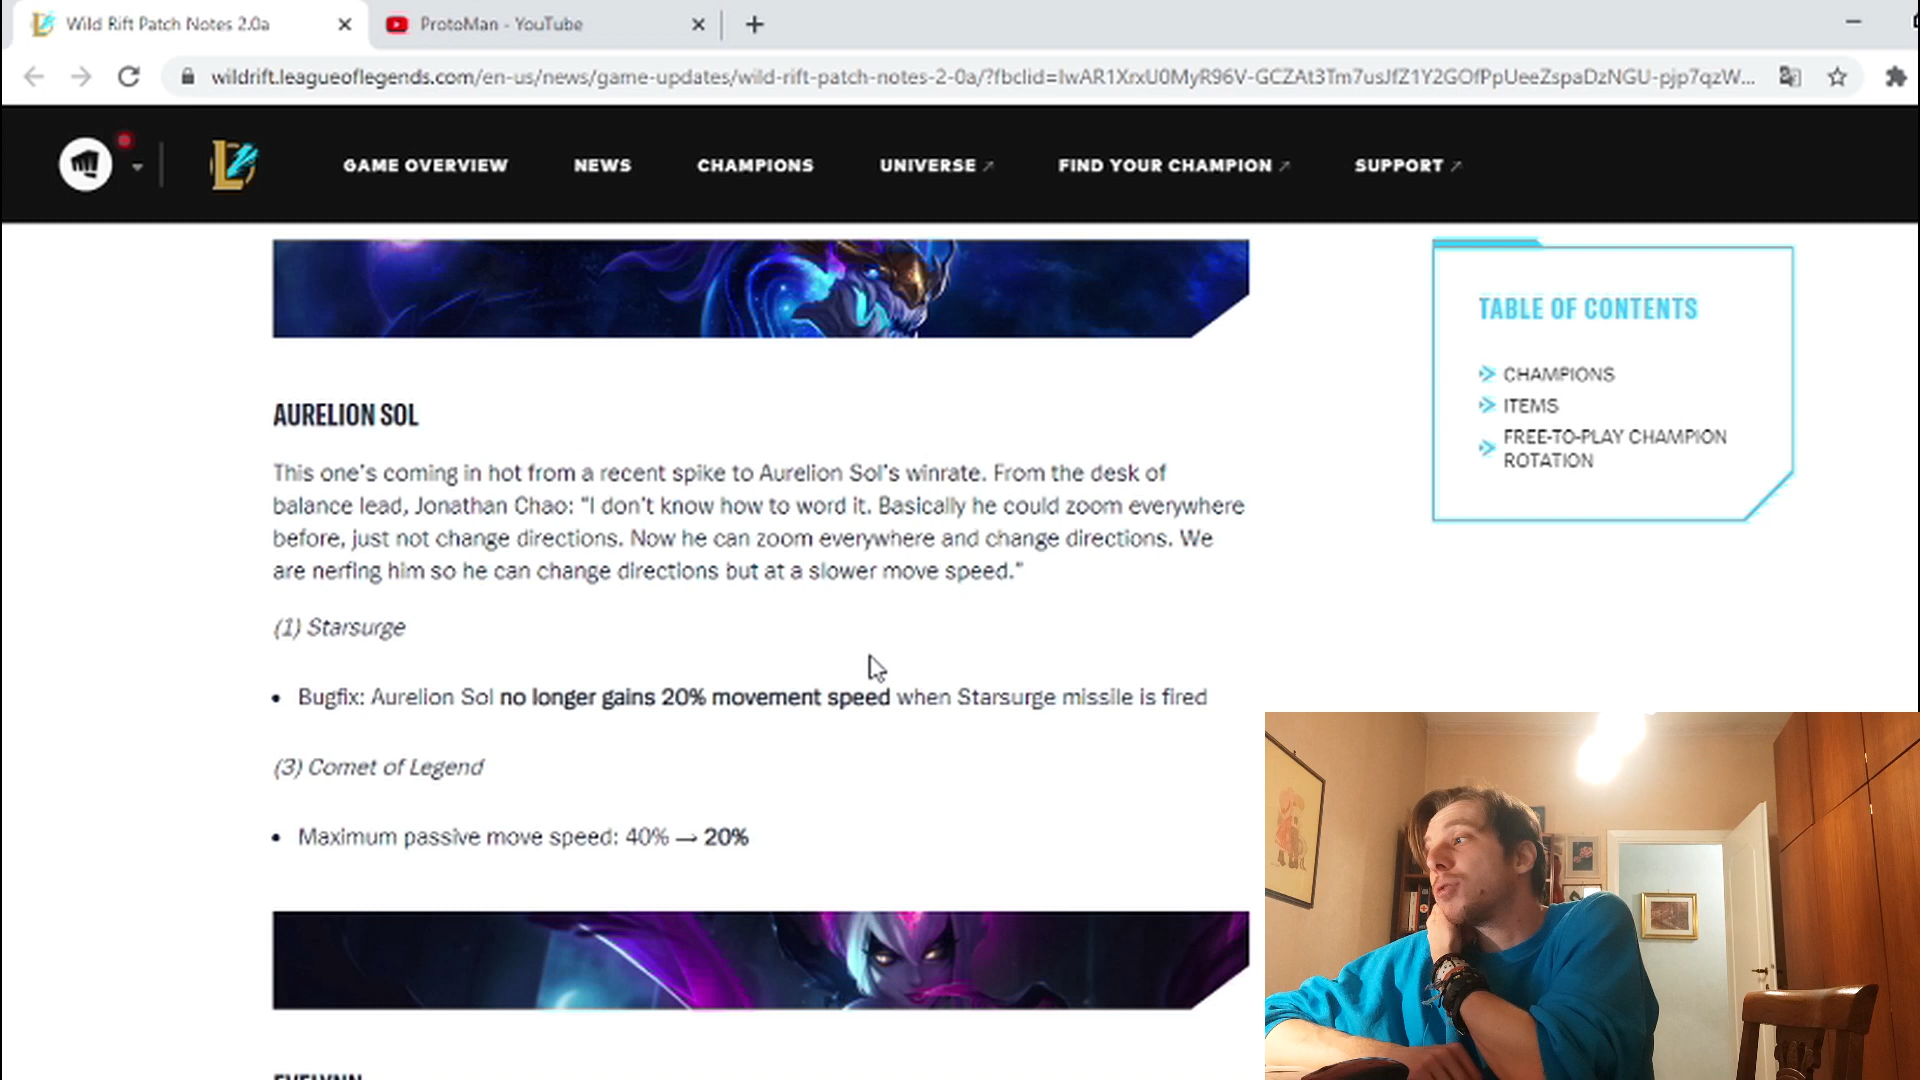 Wild Rift Patch Notes 2.0a
ProtoMan - YouTube
wildrift.leagueoflegends.com/en-us/news/game-updates/wild-rift-patch-notes-2-0a/?fbclid=IwAR1XrxU0MyR96V-GCZAt3Tm7usJfZ1Y2GOfPpUeeZspaDzNGU-pjp7qzW...
GAME OVERVIEW NEWS CHAMPIONS UNIVERSE FIND YOUR CHAMPION SUPPORT
AURELION SOL
This one's coming in hot from a recent spike to Aurelion Sol's winrate. From the desk of
balance lead, Jonathan Chao: "I don't know how to word it. Basically he could zoom everywhere
before, just not change directions. Now he can zoom everywhere and change directions. We
are nerfing him so he can change directions but at a slower move speed."
(1) Starsurge
• Bugfix: Aurelion Sol no longer gains 20% movement speed when Starsurge missile is fired
(3) Comet of Legend
• Maximum passive move speed: 40% → 20%
EVELYNN
TABLE OF CONTENTS
CHAMPIONS
ITEMS
FREE-TO-PLAY CHAMPION
ROTATION